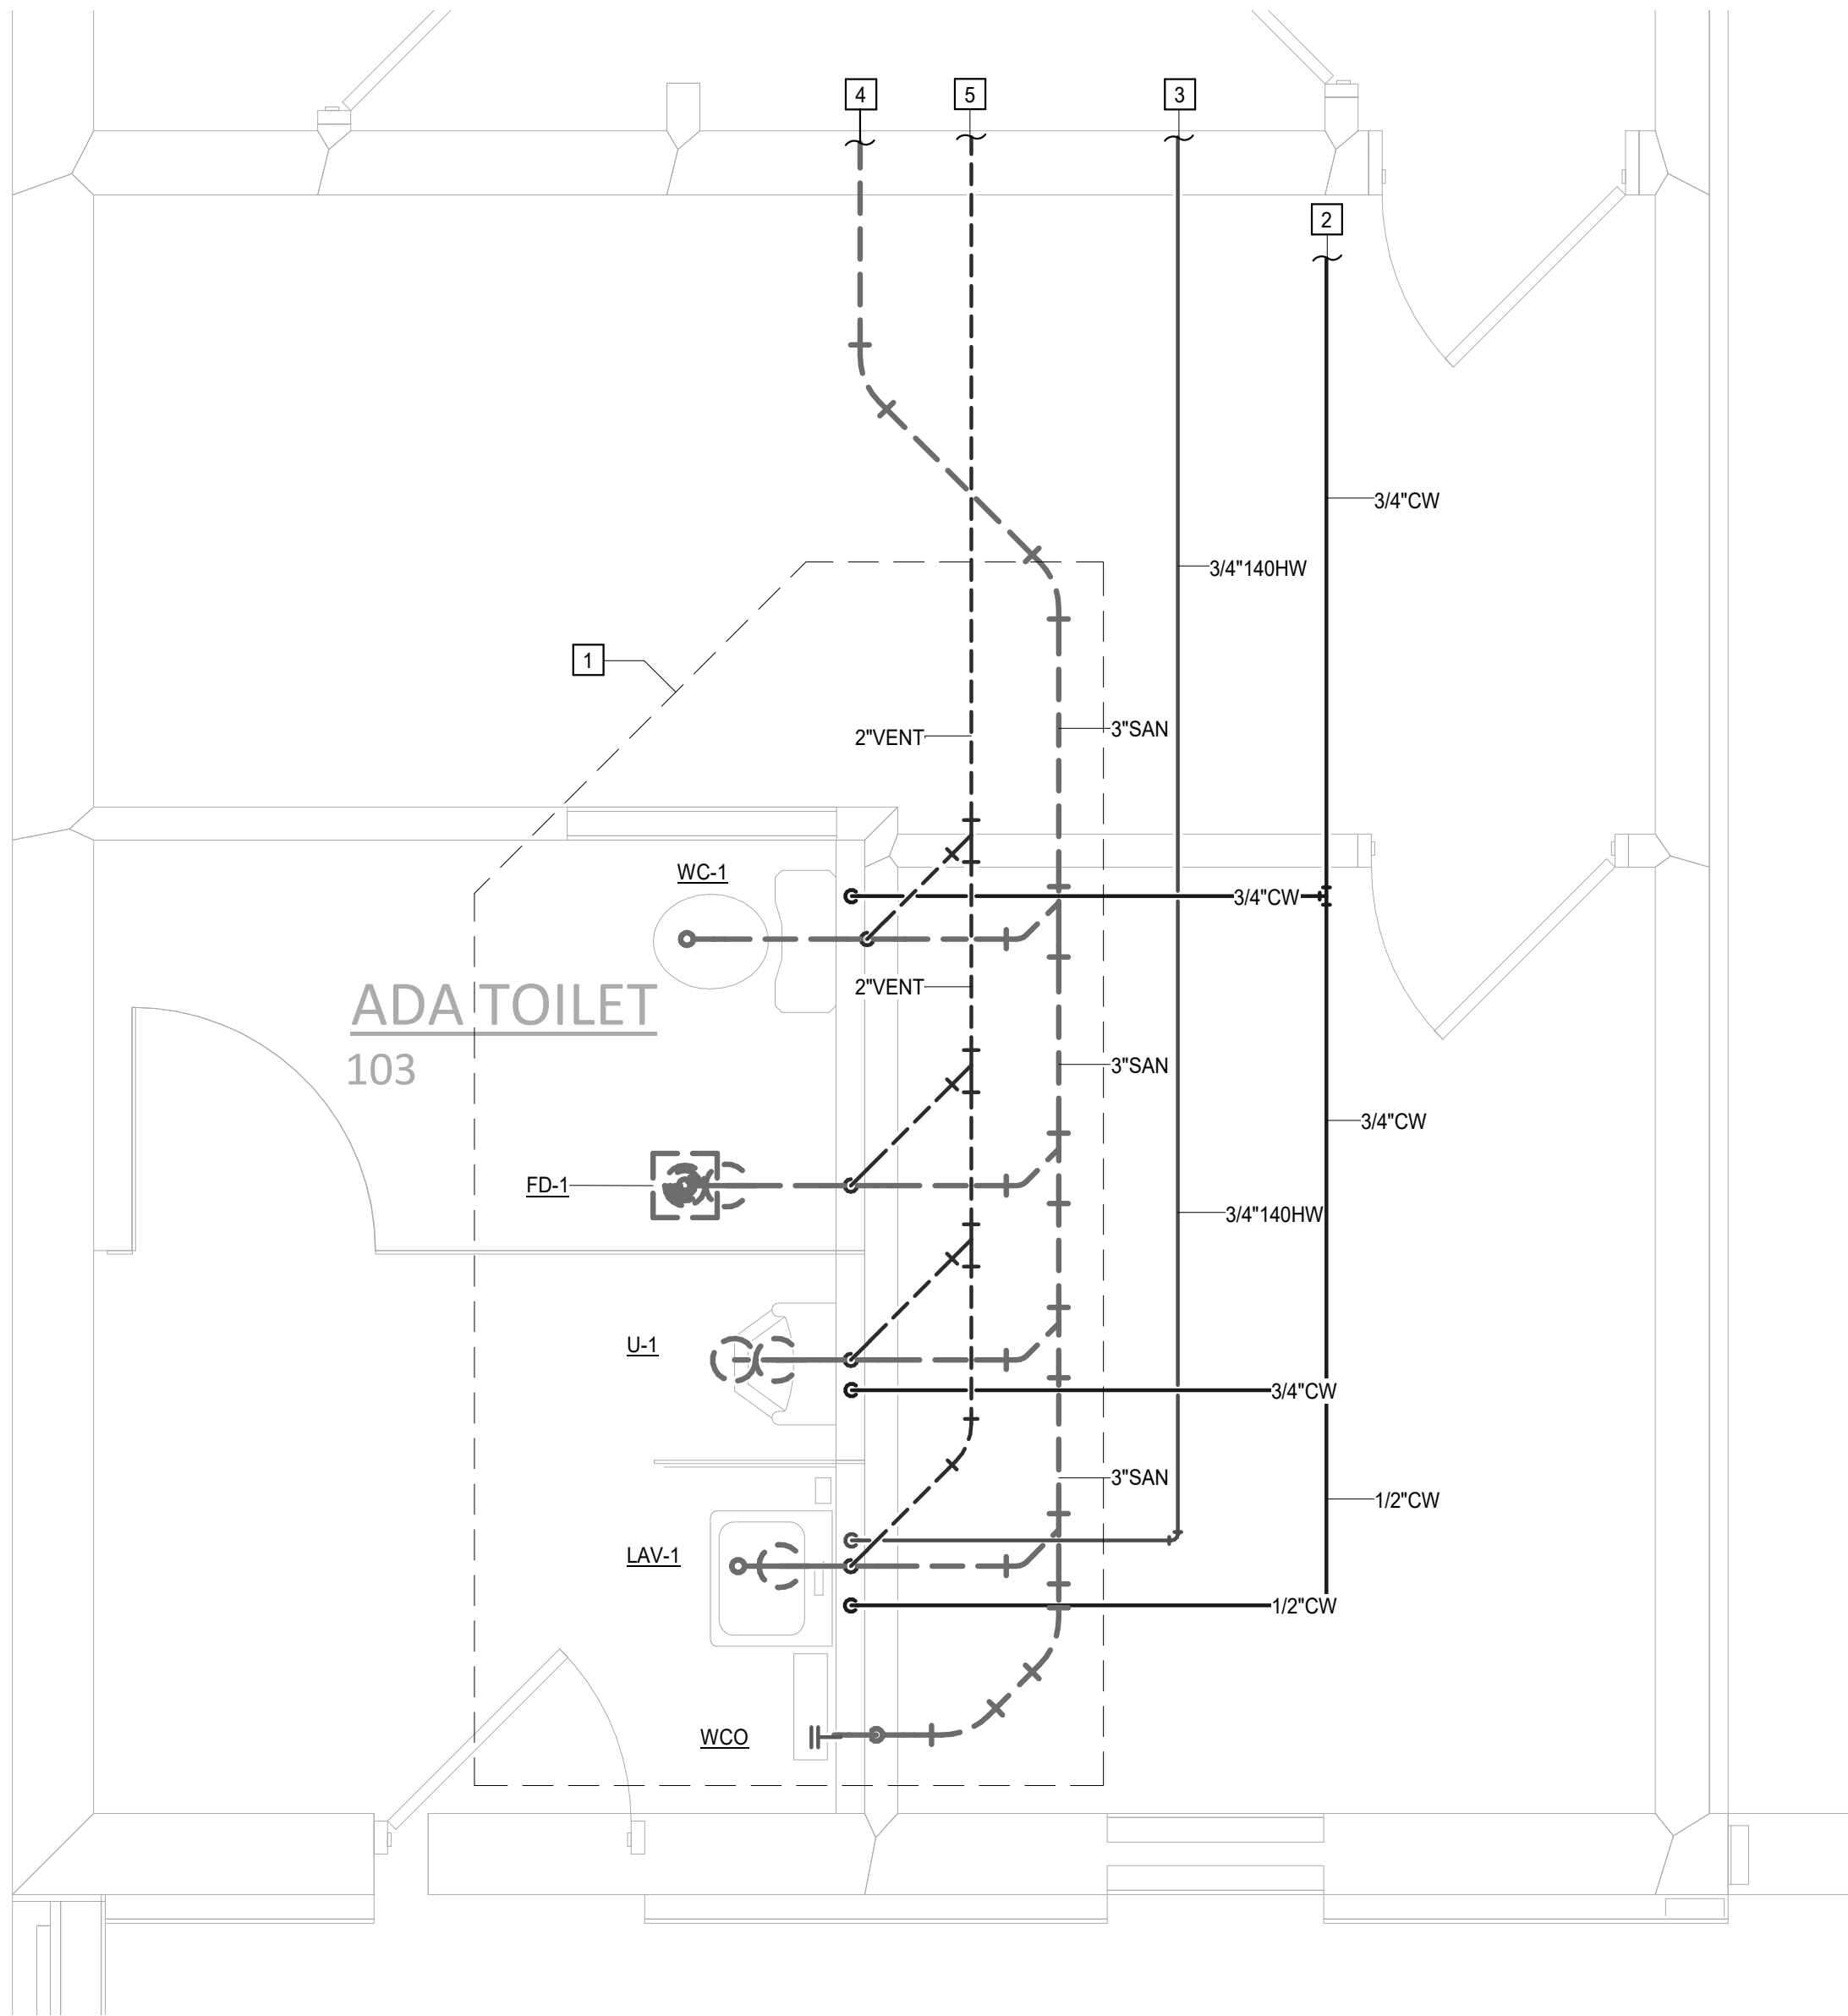 4
5
3
2
3/4"CW
3/4"140HW
1
3"SAN
2"VENT
WC-1
3/4"CW
2"VENT
ADA TOILET
103
3"SAN
3/4"CW
FD-1
3/4"140HW
U-1
3/4"CW
3"SAN
1/2"CW
LAV-1
1/2"CW
WCO